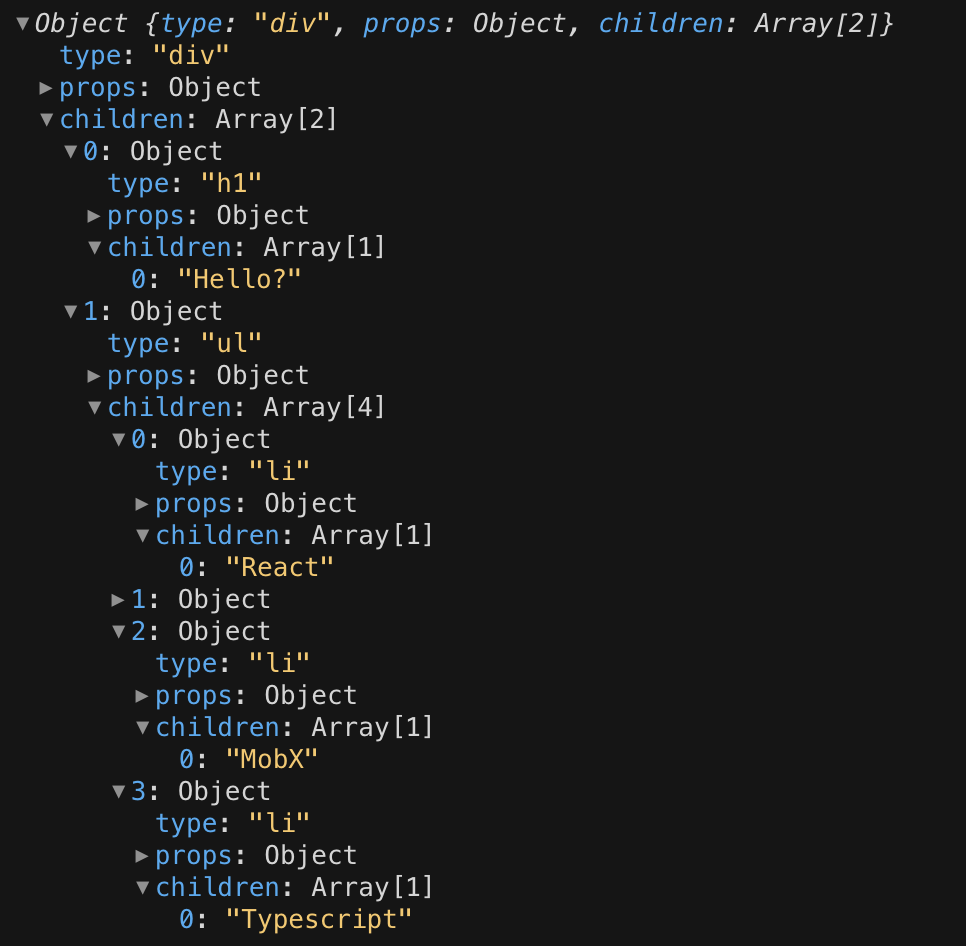 ▼Object {type: "div", props: Object, children: Array[2]}
type: "div"
▶props: Object
▼children: Array[2]
▼0: Object
type: "h1"
▶props: Object
▼children: Array[1]
0: "Hello?"
▼1: Object
type: "ul"
▶props: Object
▼children: Array[4]
▼0: Object
type: "li"
▶props: Object
▼children: Array[1]
0: "React"
▶1: Object
▼2: Object
type: "li"
▶props: Object
▼children: Array[1]
0: "MobX"
▼3: Object
type: "li"
▶props: Object
▼children: Array[1]
0: "Typescript"